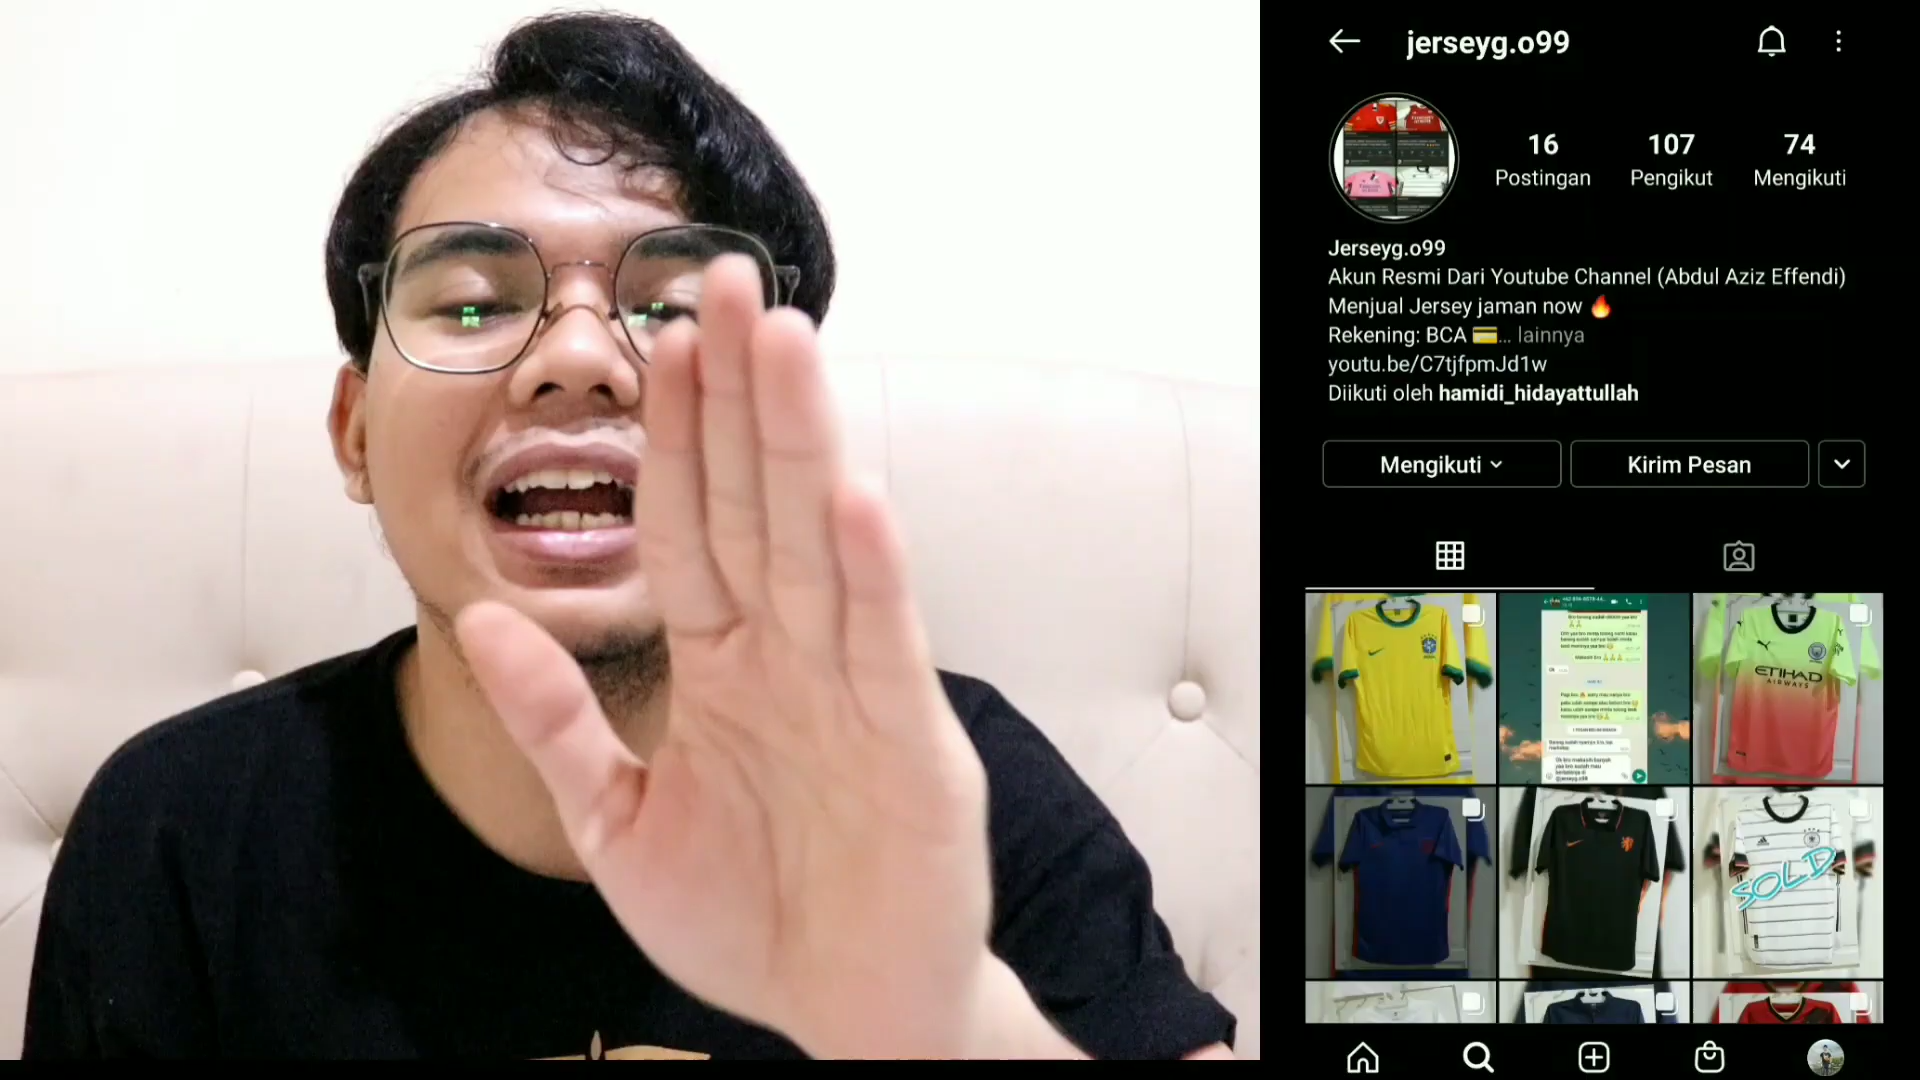 jerseyg.o99
16
Postingan
107
Pengikut
74
Mengikuti
Jerseyg.o99
Akun Resmi Dari Youtube Channel (Abdul Aziz Effendi)
Menjual Jersey jaman now 🔥
Rekening: BCA 💳... lainnya
youtu.be/C7tjfpmJd1w
Diikuti oleh hamidi_hidayattullah
Mengikuti
Kirim Pesan
ETIHAD
AIRWAYS
SOLD